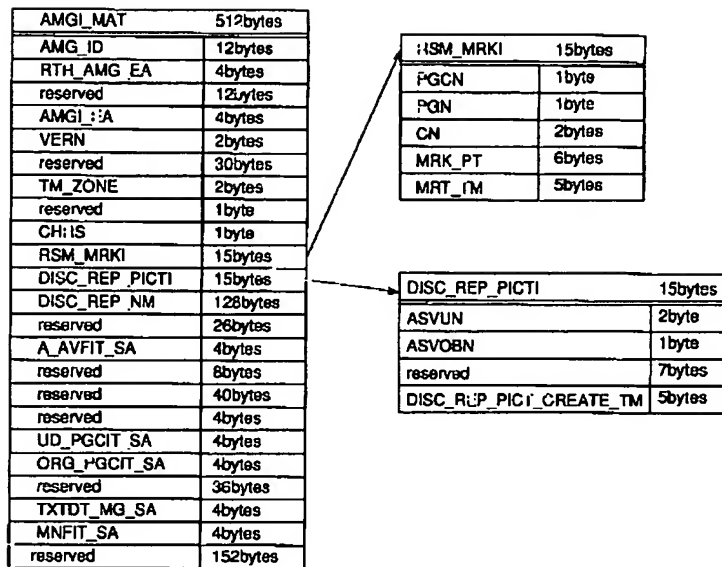 AMGI_MAT 512bytes
AMG_ID 12bytes
RTH_AMG_EA 4bytes
reserved 12bytes
4bytes
VERN 2bytes
reserved 30bytes
TM_ZONE 2bytes
reserved 1byte
1byte
RSM_MRKI 15bytes
DISC_REP_PICTI 15bytes
DISC_REP_NM 128bytes
reserved 26bytes
A_AVFIT_SA 4bytes
reserved 8bytes
reserved 40bytes
reserved 4bytes
UD_PGCIT_SA 4bytes
ORG_PGCIT_SA 4bytes
reserved 36bytes
TXTDT_MG_SA 4bytes
MNFIT_SA 4bytes
reserved 152bytes
RSM_MRKI 15bytes
PGCN 1byte
PGN 1byte
CN 2bytes
MRK_PT 6bytes
MRT_TM 5bytes
DISC_REP_PICTI 15bytes
ASVUN 2byte
ASVOBN 1byte
reserved 7bytes
DISC_REP_PICT_CREATE_TM 5bytes